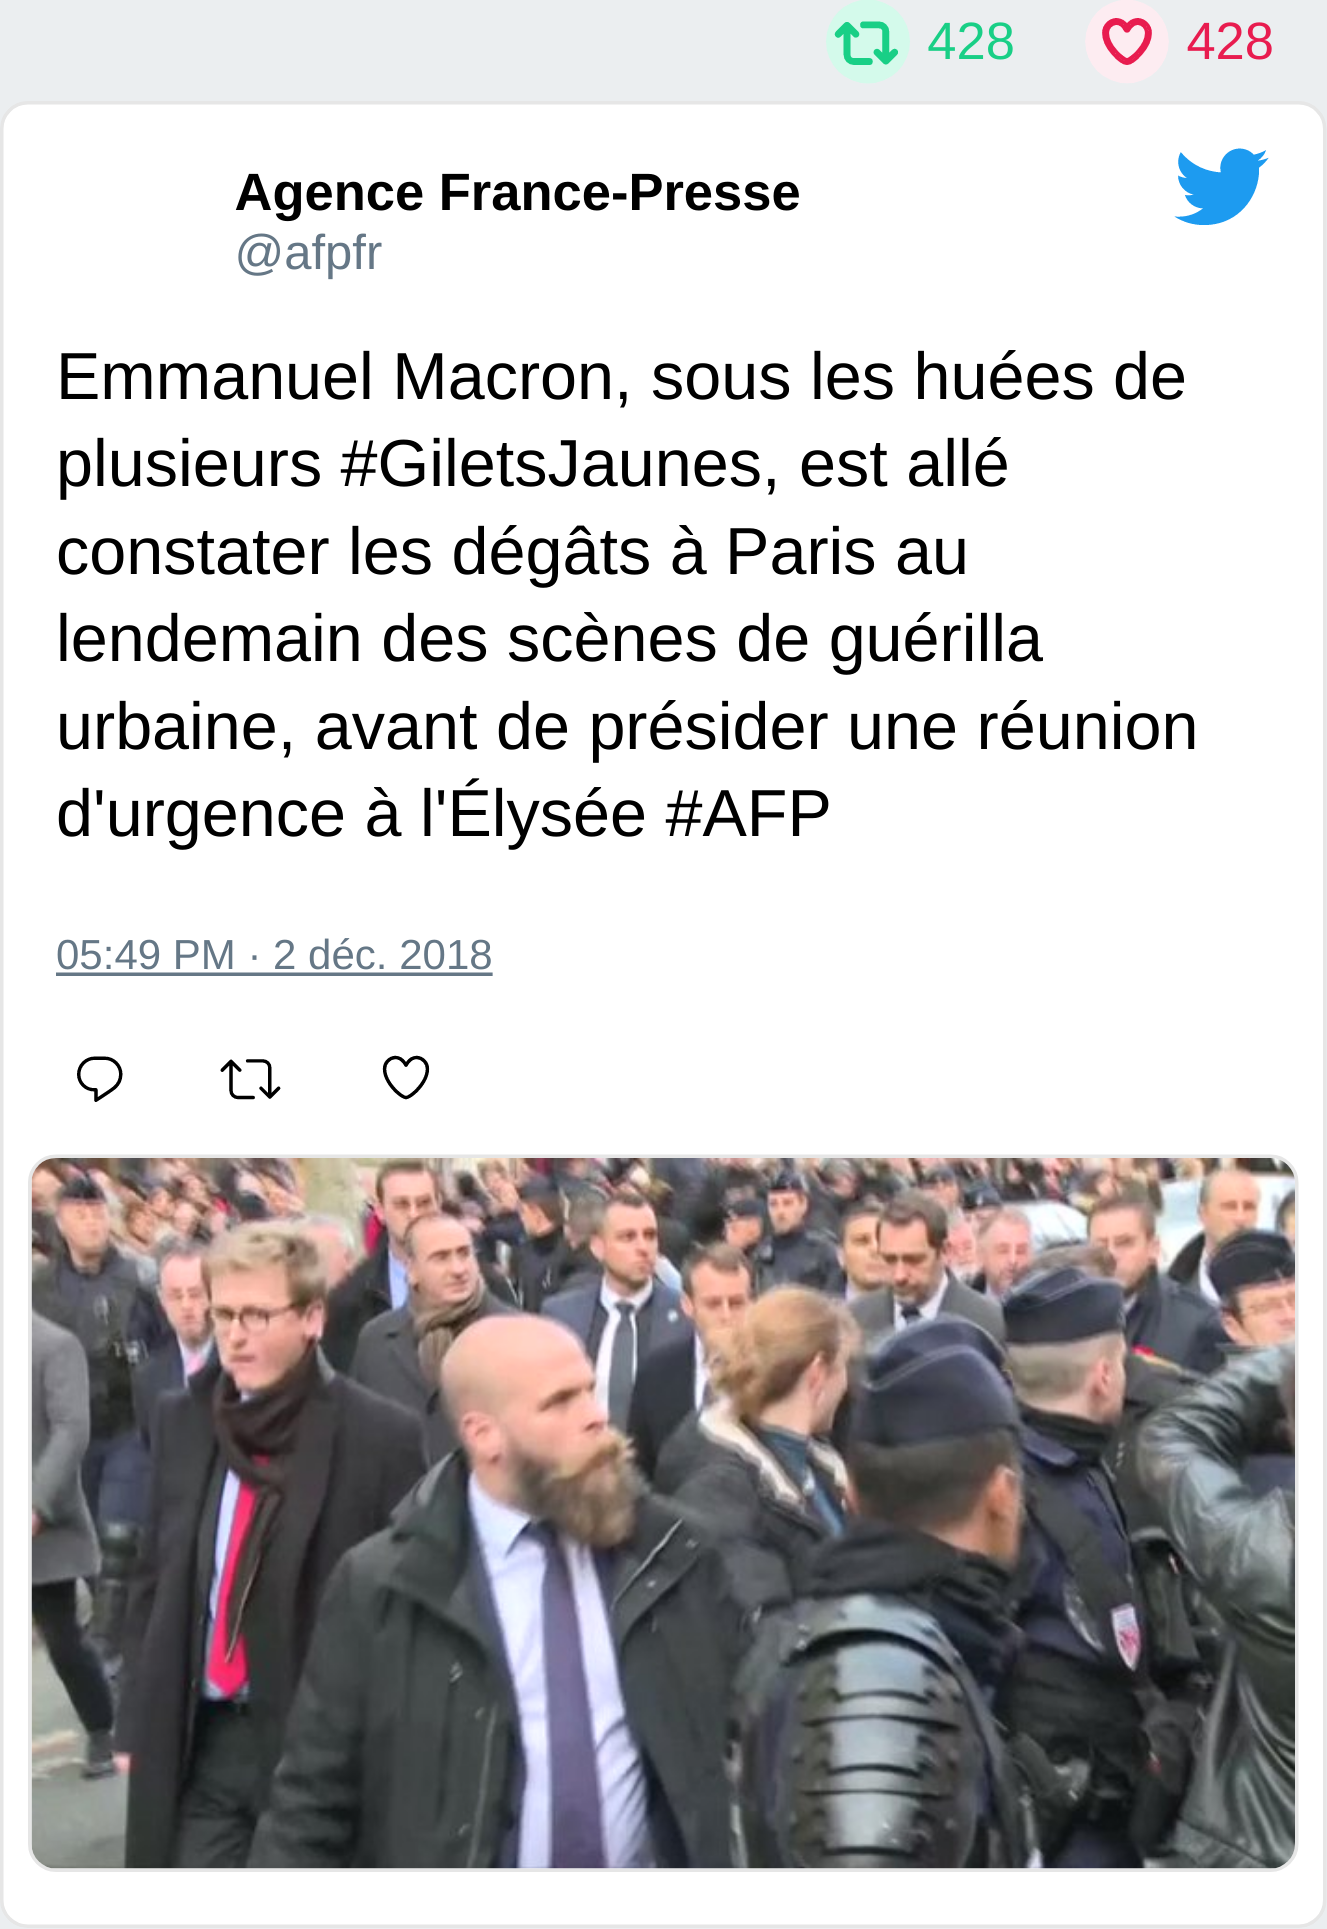 428 428
Agence France-Presse
@afpfr
Emmanuel Macron, sous les huées de
plusieurs #GiletsJaunes, est allé
constater les dégâts à Paris au
lendemain des scènes de guérilla
urbaine, avant de présider une réunion
d'urgence à l'Élysée #AFP
05:49 PM · 2 déc. 2018